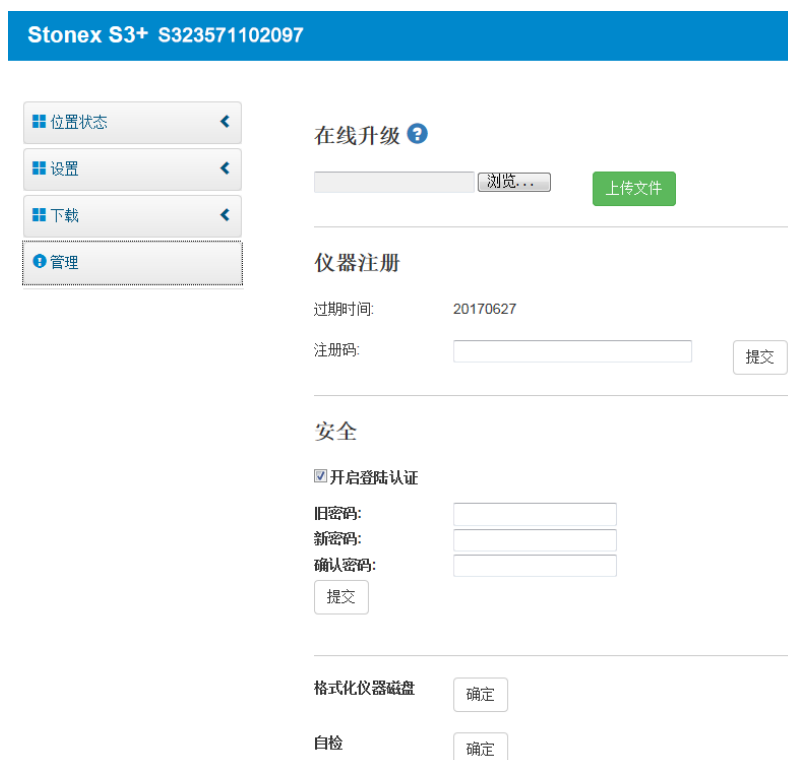 Stonex S3+ S323571102097
位置状态
设置
下载
管理
在线升级
浏览... 上传文件
仪器注册
过期时间: 20170627
注册码: 提交
安全
开启登陆认证
旧密码:
新密码:
确认密码:
提交
格式化仪器磁盘 确定
自检 确定